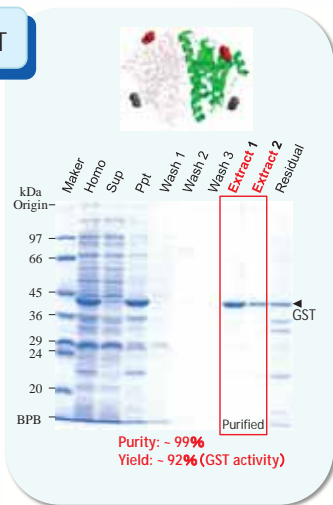 T
Maker
Homo
Sup
Ppt
Wash 1
Wash 2
Wash 3
Extract 1
Extract 2
Residual
kDa
Origin
97
66
45
36
29
24
20
BPB
◄
GST
Purified
Purity: ~ 99%
Yield: ~ 92% (GST activity)